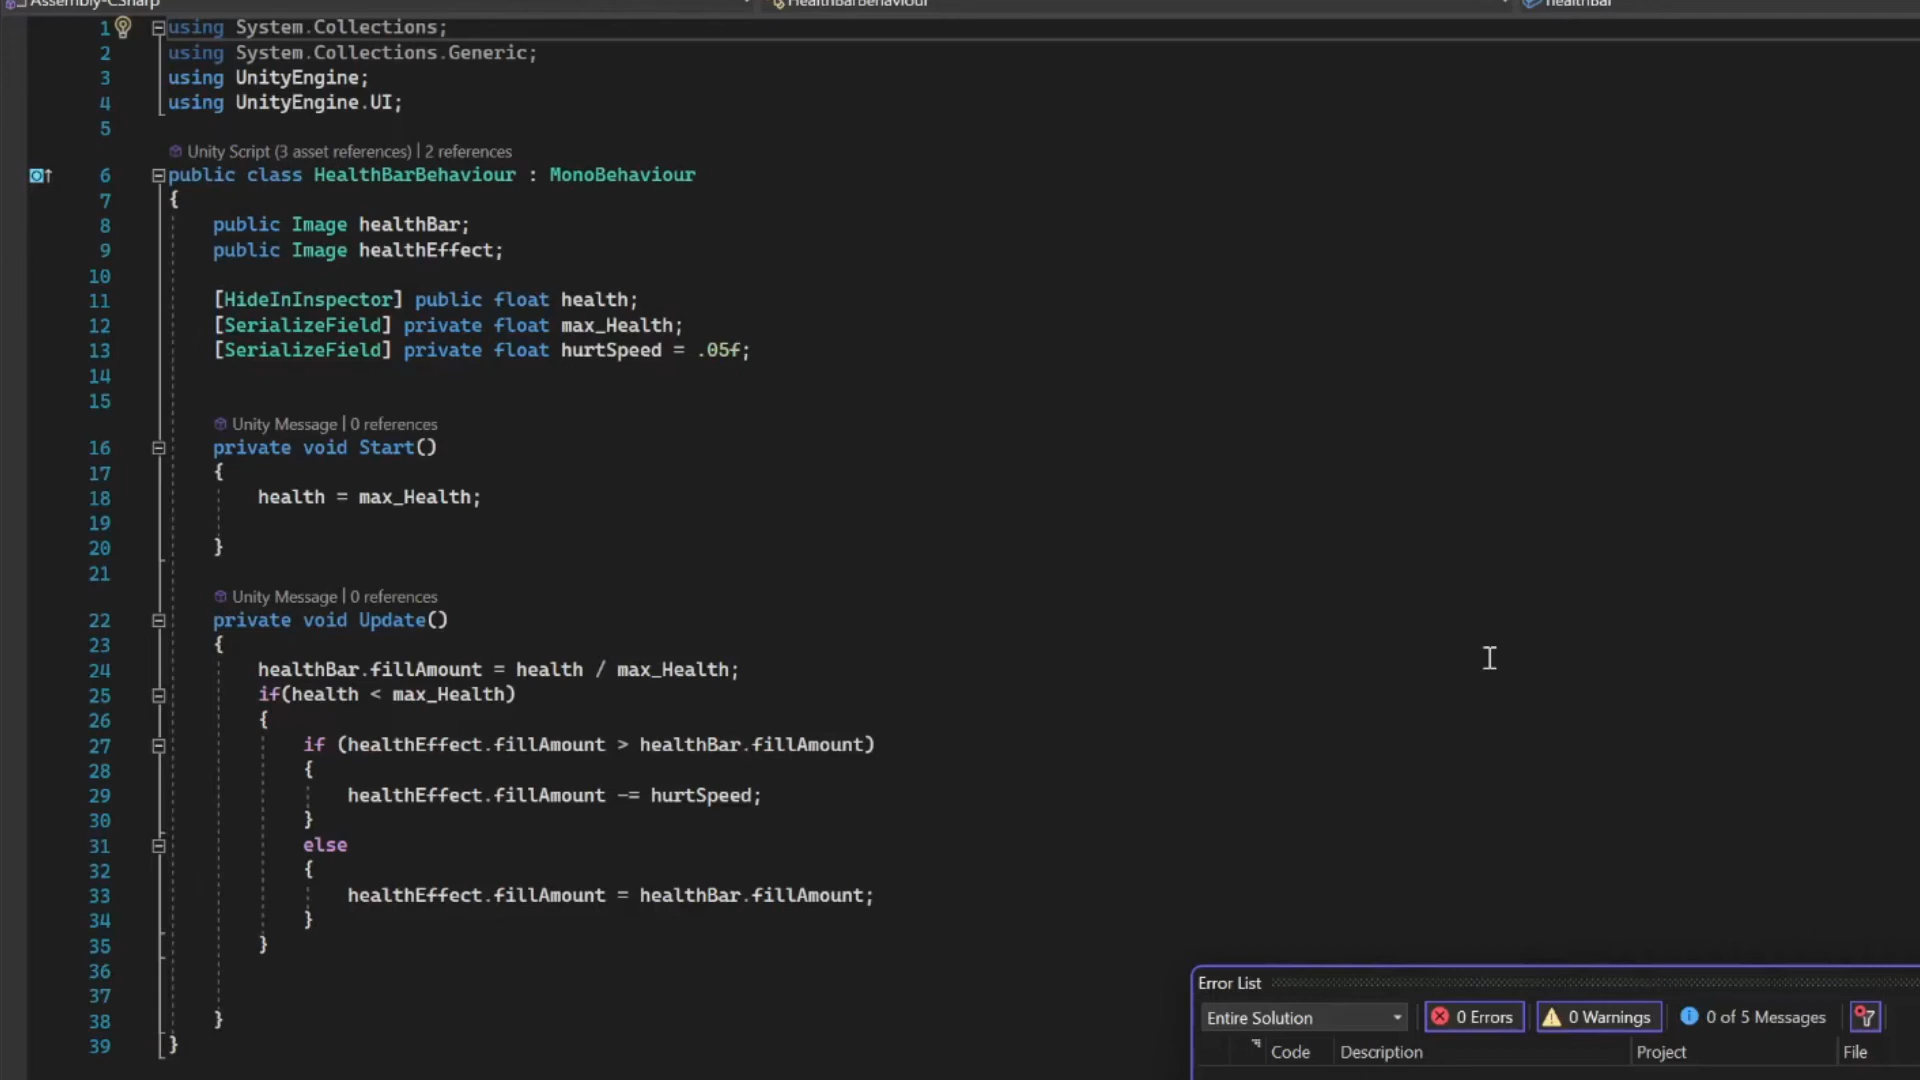 Assembly-CSharp HealthBarBehaviour healthBar
1 using System.Collections;
2 using System.Collections.Generic;
3 using UnityEngine;
4 using UnityEngine.UI;
5
Unity Script (3 asset references) | 2 references
6 public class HealthBarBehaviour : MonoBehaviour
7 {
8 public Image healthBar;
9 public Image healthEffect;
10
11 [HideInInspector] public float health;
12 [SerializeField] private float max_Health;
13 [SerializeField] private float hurtSpeed = .05f;
14
15
Unity Message | 0 references
16 private void Start()
17 {
18 health = max_Health;
19
20 }
21
Unity Message | 0 references
22 private void Update()
23 {
24 healthBar.fillAmount = health / max_Health;
25 if(health < max_Health)
26 {
27 if (healthEffect.fillAmount > healthBar.fillAmount)
28 {
29 healthEffect.fillAmount -= hurtSpeed;
30 }
31 else
32 {
33 healthEffect.fillAmount = healthBar.fillAmount;
34 }
35 }
36
37
38 }
39 }
Error List
Entire Solution 0 Errors 0 Warnings 0 of 5 Messages
Code Description Project File